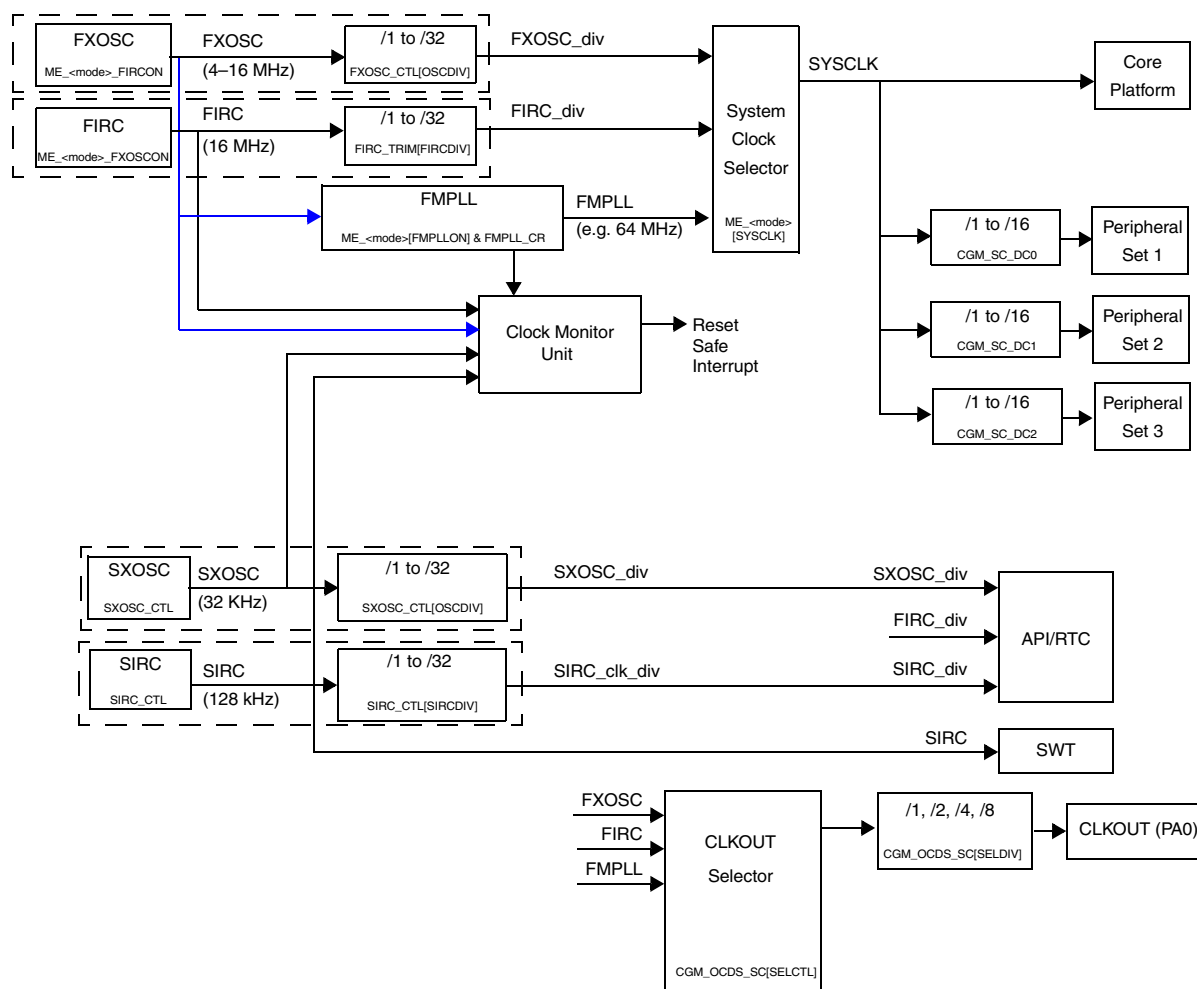 FXOSC
ME_<mode>_FIRCON
FXOSC
(4–16 MHz)
/1 to /32
FXOSC_CTL[OSCDIV]
FXOSC_div
FIRC
ME_<mode>_FXOSCON
FIRC
(16 MHz)
/1 to /32
FIRC_TRIM[FIRCDIV]
FIRC_div
System
Clock
Selector
ME_<mode>
[SYSCLK]
SYSCLK
Core
Platform
FMPLL
ME_<mode>[FMPLLON] & FMPLL_CR
FMPLL
(e.g. 64 MHz)
/1 to /16
CGM_SC_DC0
Peripheral
Set 1
Clock Monitor
Unit
Reset
Safe
Interrupt
/1 to /16
CGM_SC_DC1
Peripheral
Set 2
/1 to /16
CGM_SC_DC2
Peripheral
Set 3
SXOSC
SXOSC_CTL
SXOSC
(32 KHz)
/1 to /32
SXOSC_CTL[OSCDIV]
SXOSC_div
SXOSC_div
FIRC_div
API/RTC
SIRC
SIRC_CTL
SIRC
(128 kHz)
/1 to /32
SIRC_CTL[SIRCDIV]
SIRC_clk_div
SIRC_div
SIRC
SWT
FXOSC
FIRC
FMPLL
CLKOUT
Selector
CGM_OCDS_SC[SELCTL]
/1, /2, /4, /8
CGM_OCDS_SC[SELDIV]
CLKOUT (PA0)